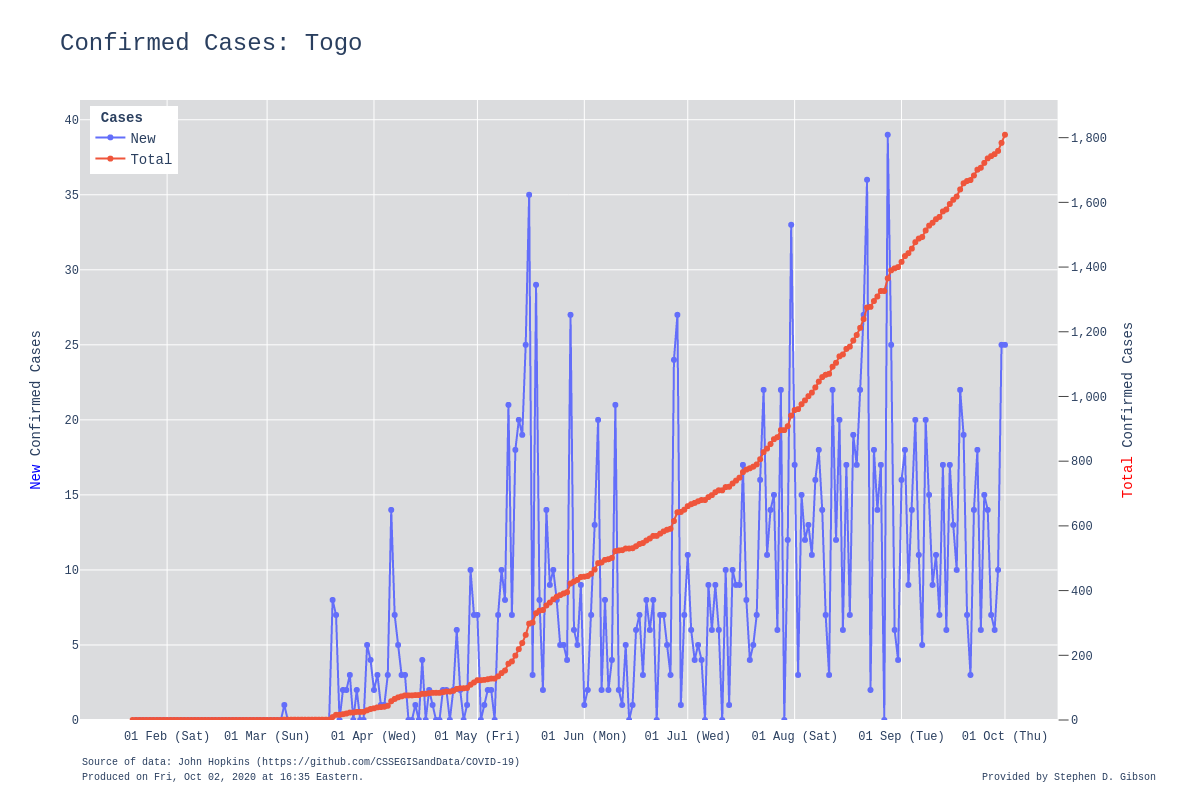 Confirmed Cases: Togo
Cases
New
Total
40
35
30
25
20
15
10
5
0
1,800
1,600
1,400
1,200
1,000
800
600
400
200
0
New Confirmed Cases
Total Confirmed Cases
01 Feb (Sat) 01 Mar (Sun) 01 Apr (Wed) 01 May (Fri) 01 Jun (Mon) 01 Jul (Wed) 01 Aug (Sat) 01 Sep (Tue) 01 Oct (Thu)
Source of data: John Hopkins (https://github.com/CSSEGISandData/COVID-19)
Produced on Fri, Oct 02, 2020 at 16:35 Eastern.
Provided by Stephen D. Gibson